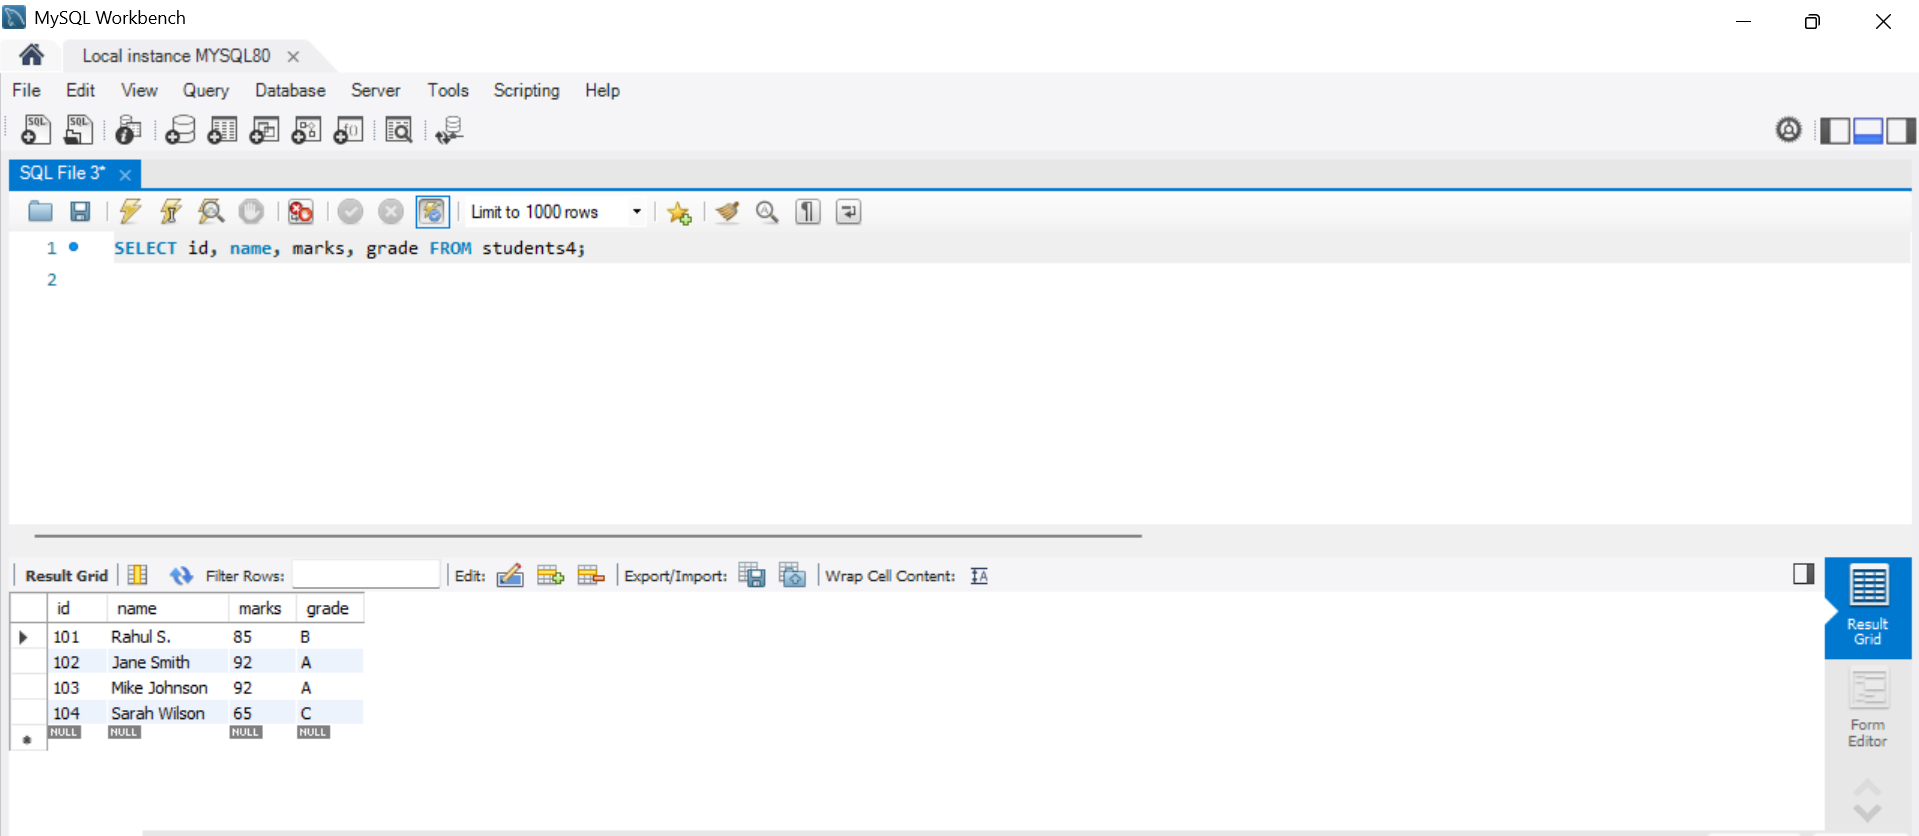 MySQL Workbench
Local instance MYSQL80
File Edit View Query Database Server Tools Scripting Help
SQL SQL
SQL File 3*
Limit to 1000 rows
1 SELECT id, name, marks, grade FROM students4;
2
Result Grid Filter Rows: Edit: Export/Import: Wrap Cell Content:
id name marks grade
101 Rahul S. 85 B
102 Jane Smith 92 A
103 Mike Johnson 92 A
104 Sarah Wilson 65 C
NULL NULL NULL NULL
Result
Grid
Form
Editor